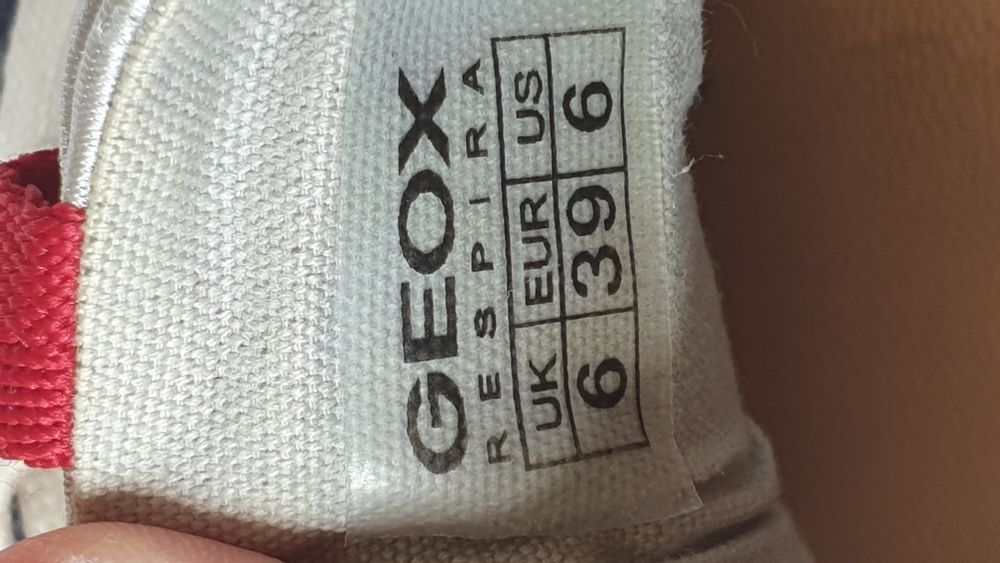 GEOX
RESPIRA
UK EUR US
6 39 6